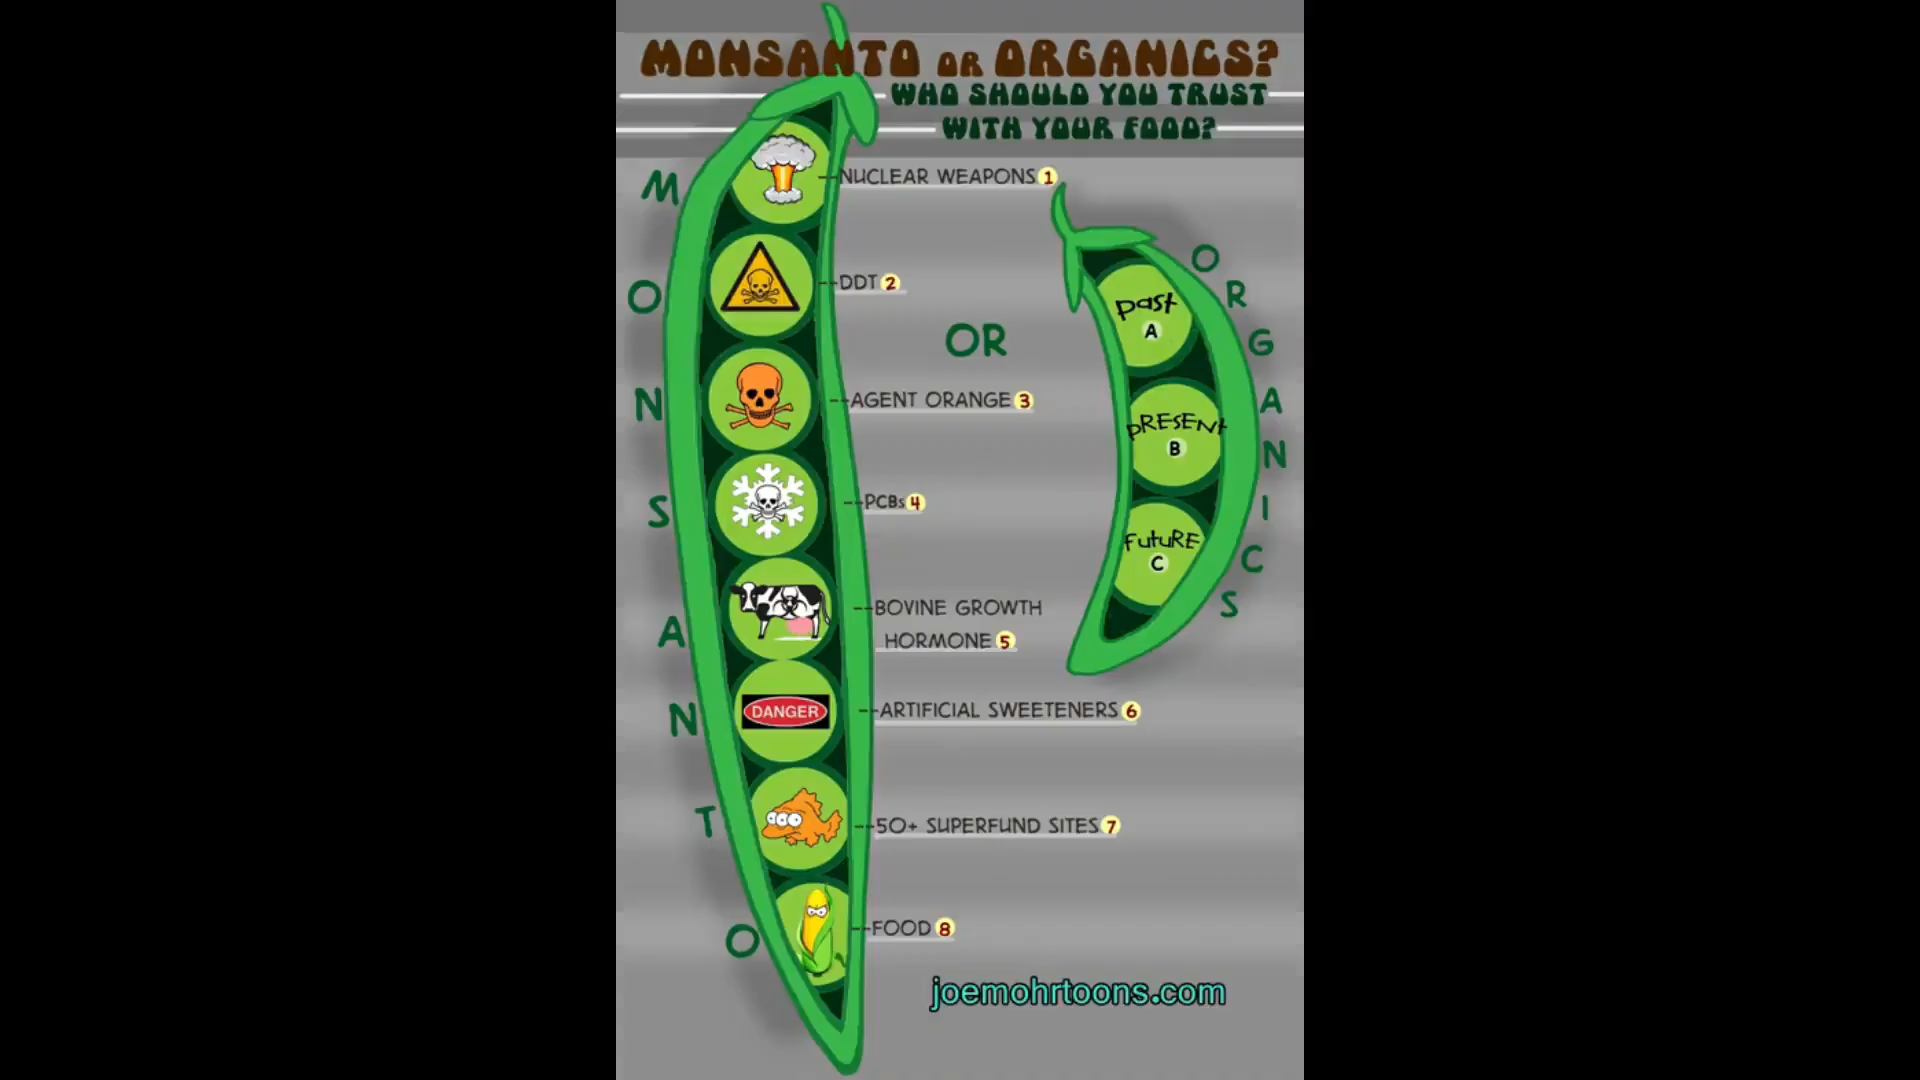 MONSANTO OR ORGANICS?
WHO SHOULD YOU TRUST
WITH YOUR FOOD?
MONSANTO
NUCLEAR WEAPONS 1
DDT 2
AGENT ORANGE 3
PCBs 4
BOVINE GROWTH
HORMONE 5
DANGER
ARTIFICIAL SWEETENERS 6
50+ SUPERFUND SITES 7
FOOD 8
OR
ORGANICS
Past
A
PRESENt
B
FutuRE
C
joemohrtoons.com